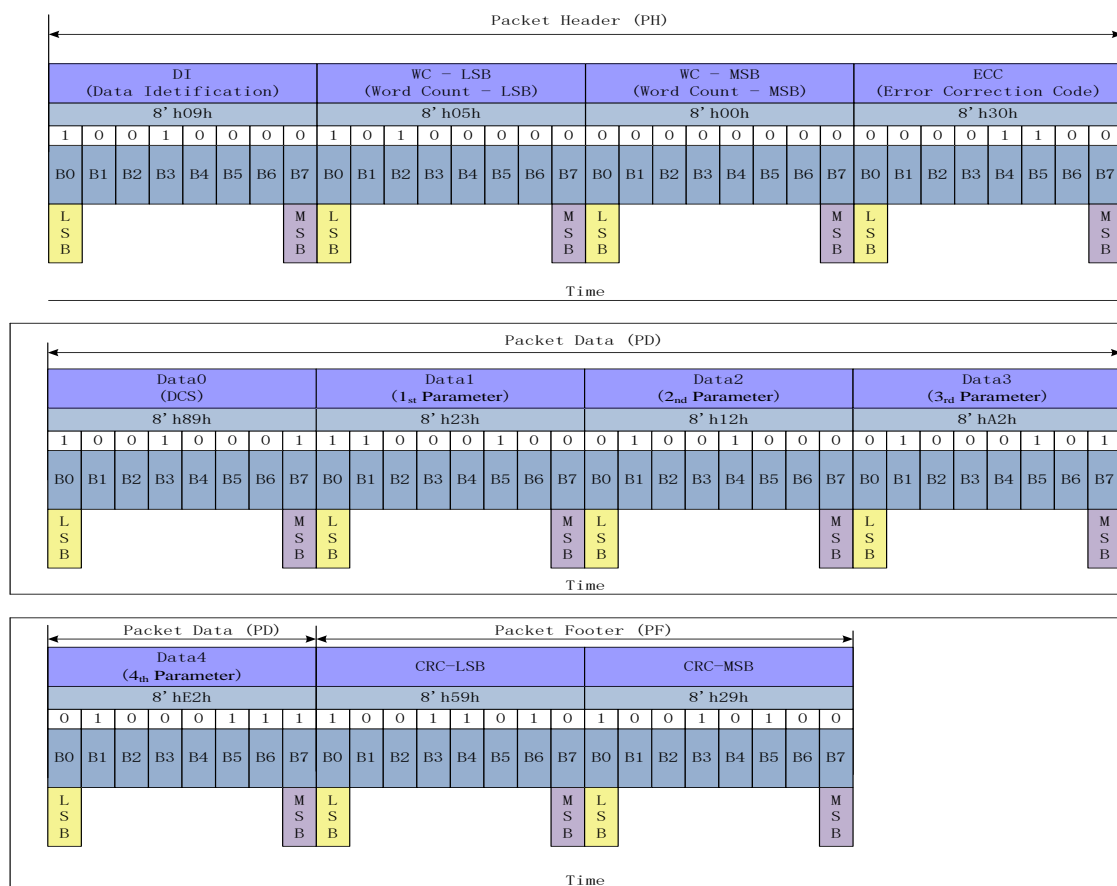 Packet Header (PH)
DI WC - LSB WC - MSB ECC
(Data Idetification) (Word Count - LSB) (Word Count - MSB) (Error Correction Code)
8'h09h 8'h05h 8'h00h 8'h30h
1 0 0 1 0 0 0 0 1 0 1 0 0 0 0 0 0 0 0 0 0 0 0 0 0 0 0 0 1 1 0 0
B0 B1 B2 B3 B4 B5 B6 B7 B0 B1 B2 B3 B4 B5 B6 B7 B0 B1 B2 B3 B4 B5 B6 B7 B0 B1 B2 B3 B4 B5 B6 B7
LSB MSB LSB MSB LSB MSB LSB MSB
Time
Packet Data (PD)
Data0 Data1 Data2 Data3
(DCS) (1st Parameter) (2nd Parameter) (3rd Parameter)
8'h89h 8'h23h 8'h12h 8'hA2h
1 0 0 1 0 0 0 1 1 1 0 0 0 1 0 0 0 1 0 0 1 0 0 0 0 1 0 0 0 1 0 1
B0 B1 B2 B3 B4 B5 B6 B7 B0 B1 B2 B3 B4 B5 B6 B7 B0 B1 B2 B3 B4 B5 B6 B7 B0 B1 B2 B3 B4 B5 B6 B7
LSB MSB LSB MSB LSB MSB LSB MSB
Time
Packet Data (PD) Packet Footer (PF)
Data4 CRC-LSB CRC-MSB
(4th Parameter)
8'hE2h 8'h59h 8'h29h
0 1 0 0 0 1 1 1 1 0 0 1 1 0 1 0 1 0 0 1 0 1 0 0
B0 B1 B2 B3 B4 B5 B6 B7 B0 B1 B2 B3 B4 B5 B6 B7 B0 B1 B2 B3 B4 B5 B6 B7
LSB MSB LSB LSB MSB
MSB
Time